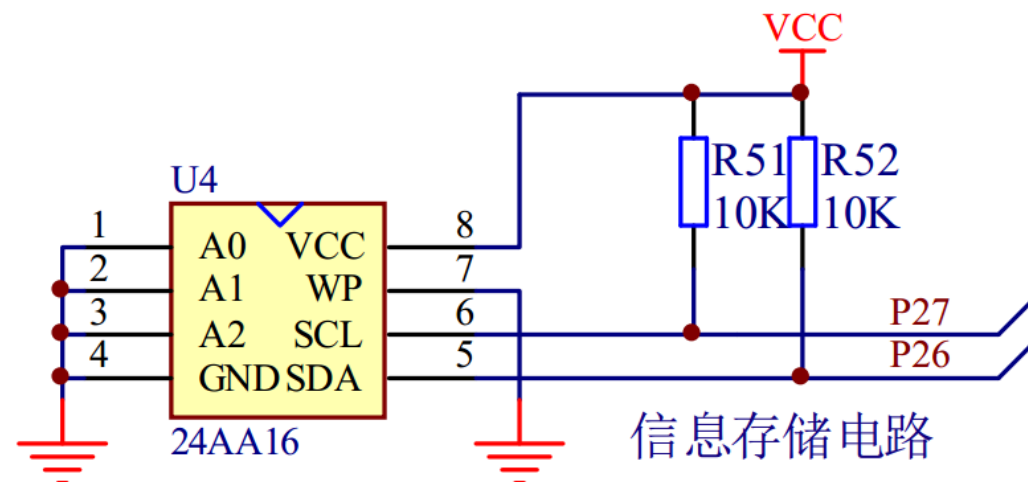 VCC
R51
R52
10K
10K
U4
1
A0
VCC
8
2
A1
WP
7
3
A2
SCL
6
P27
4
GND
SDA
5
P26
24AA16
信息存储电路